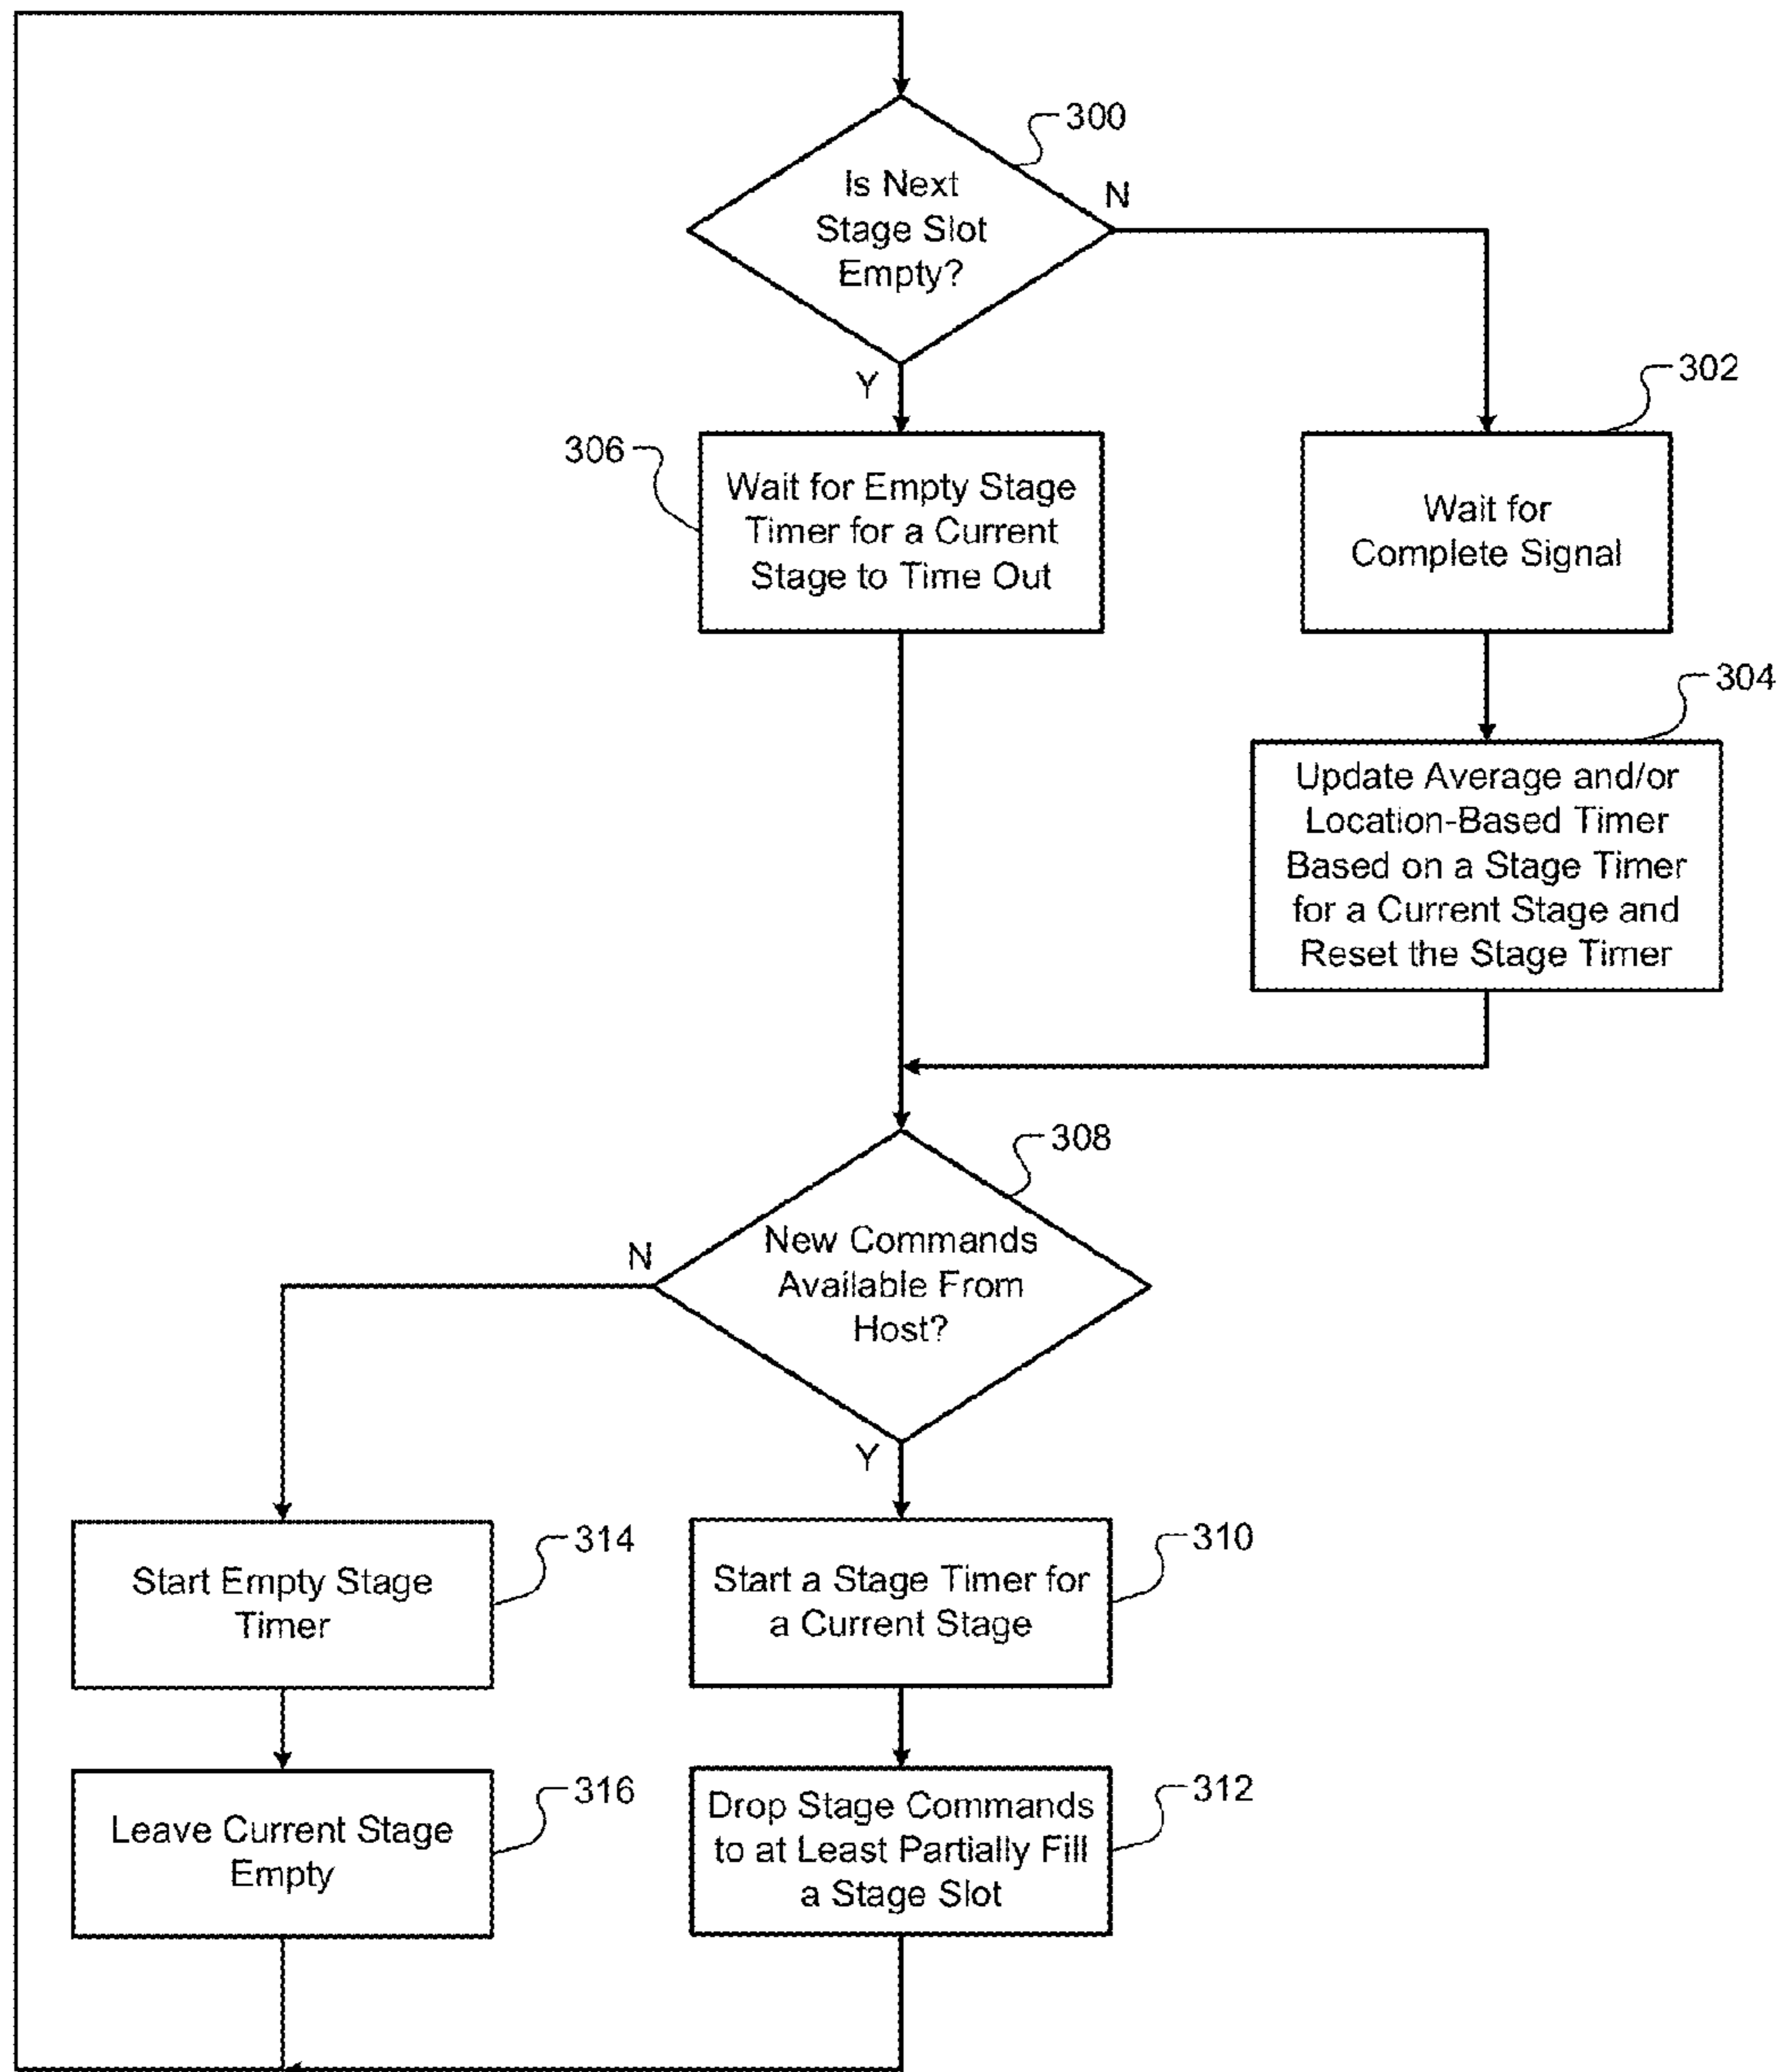 300
Is Next
Stage Slot
Empty?
N
Y
302
306
Wait for Empty Stage
Timer for a Current
Stage to Time Out
Wait for
Complete Signal
304
Update Average and/or
Location-Based Timer
Based on a Stage Timer
for a Current Stage and
Reset the Stage Timer
308
New Commands
Available From
Host?
N
Y
314
Start Empty Stage
Timer
310
Start a Stage Timer for
a Current Stage
316
Leave Current Stage
Empty
312
Drop Stage Commands
to at Least Partially Fill
a Stage Slot